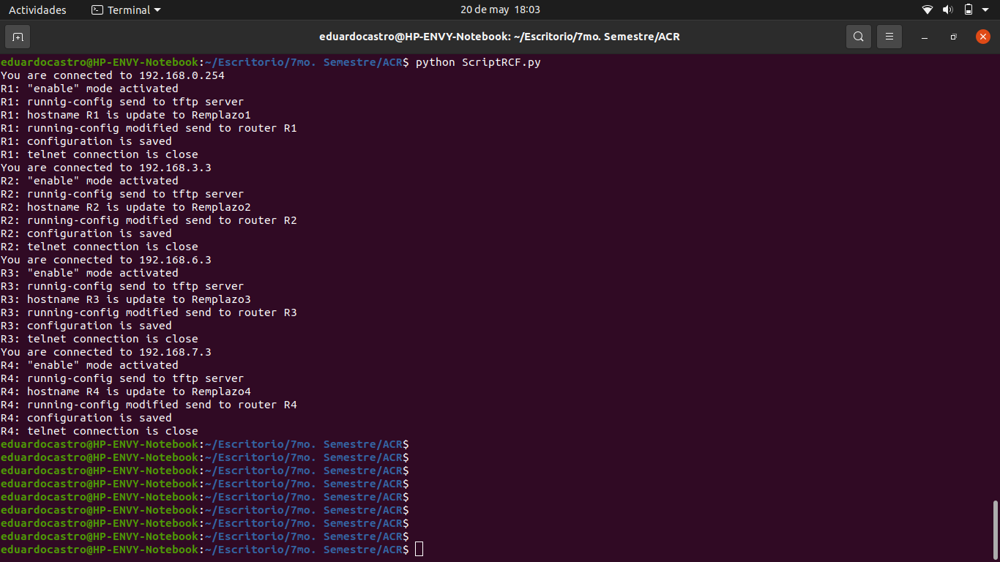 Actividades Terminal 20 de may 18:03
eduardocastro@HP-ENVY-Notebook: ~/Escritorio/7mo. Semestre/ACR
eduardocastro@HP-ENVY-Notebook:~/Escritorio/7mo. Semestre/ACR$ python ScriptRCF.py
You are connected to 192.168.0.254
R1: "enable" mode activated
R1: runnig-config send to tftp server
R1: hostname R1 is update to Remplazo1
R1: running-config modified send to router R1
R1: configuration is saved
R1: telnet connection is close
You are connected to 192.168.3.3
R2: "enable" mode activated
R2: runnig-config send to tftp server
R2: hostname R2 is update to Remplazo2
R2: running-config modified send to router R2
R2: configuration is saved
R2: telnet connection is close
You are connected to 192.168.6.3
R3: "enable" mode activated
R3: runnig-config send to tftp server
R3: hostname R3 is update to Remplazo3
R3: running-config modified send to router R3
R3: configuration is saved
R3: telnet connection is close
You are connected to 192.168.7.3
R4: "enable" mode activated
R4: runnig-config send to tftp server
R4: hostname R4 is update to Remplazo4
R4: running-config modified send to router R4
R4: configuration is saved
R4: telnet connection is close
eduardocastro@HP-ENVY-Notebook:~/Escritorio/7mo. Semestre/ACR$
eduardocastro@HP-ENVY-Notebook:~/Escritorio/7mo. Semestre/ACR$
eduardocastro@HP-ENVY-Notebook:~/Escritorio/7mo. Semestre/ACR$
eduardocastro@HP-ENVY-Notebook:~/Escritorio/7mo. Semestre/ACR$
eduardocastro@HP-ENVY-Notebook:~/Escritorio/7mo. Semestre/ACR$
eduardocastro@HP-ENVY-Notebook:~/Escritorio/7mo. Semestre/ACR$
eduardocastro@HP-ENVY-Notebook:~/Escritorio/7mo. Semestre/ACR$
eduardocastro@HP-ENVY-Notebook:~/Escritorio/7mo. Semestre/ACR$
eduardocastro@HP-ENVY-Notebook:~/Escritorio/7mo. Semestre/ACR$